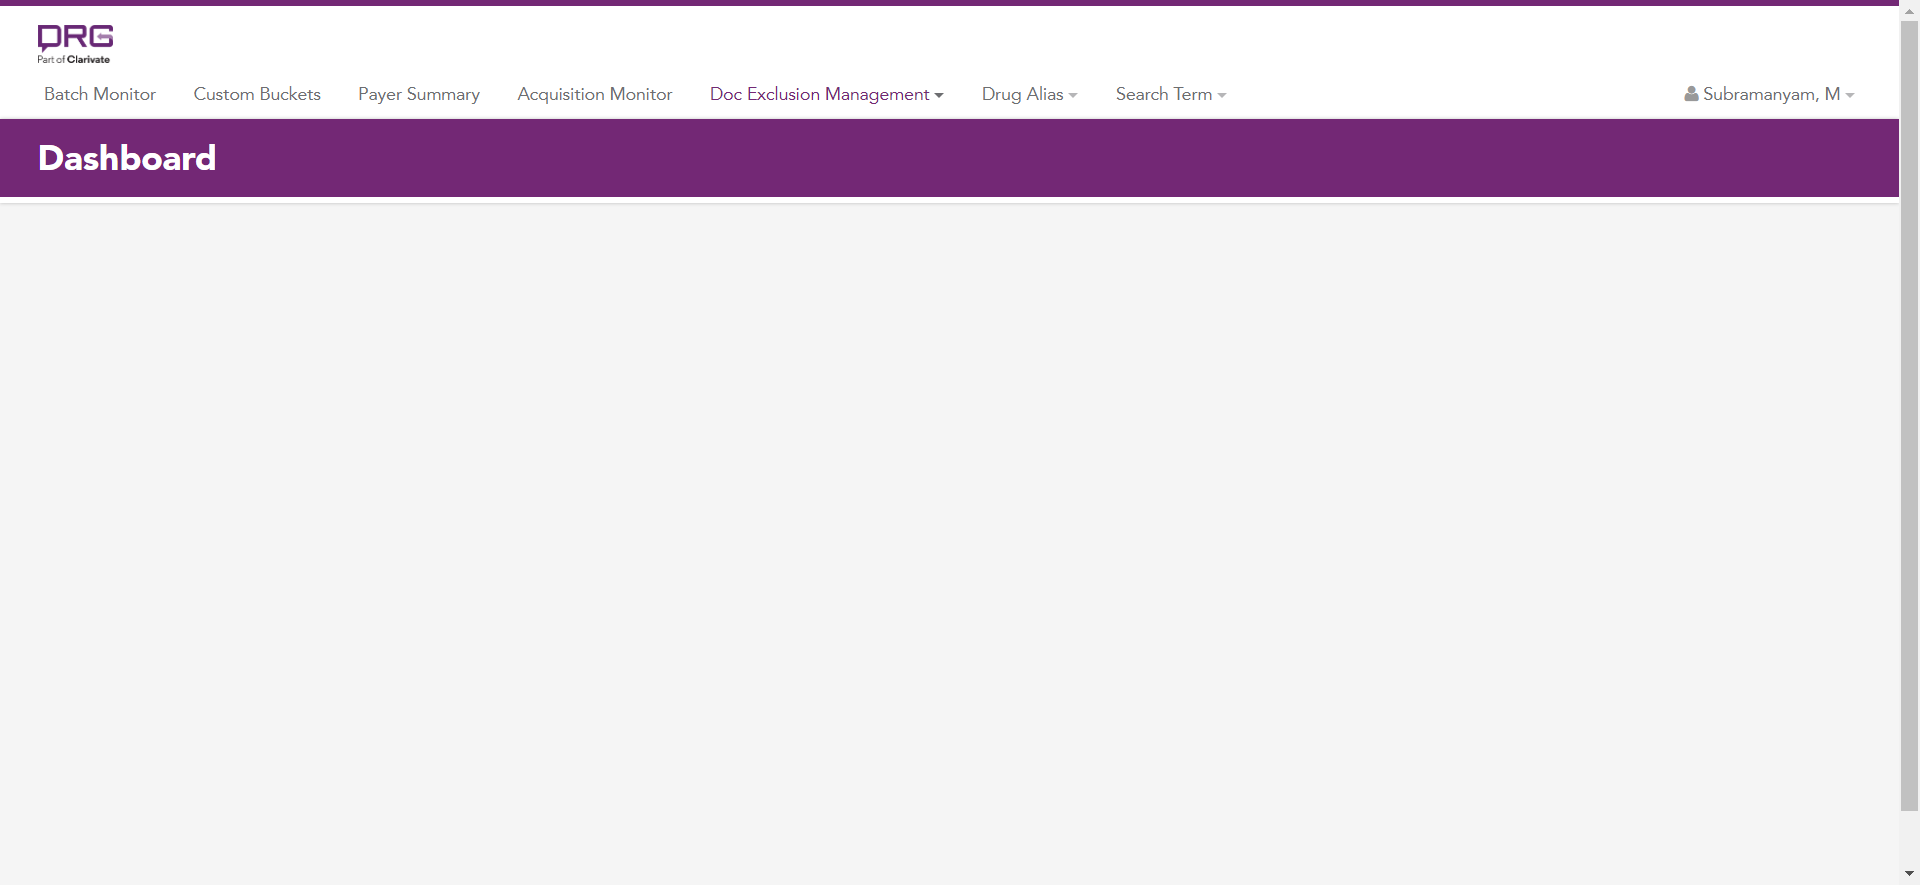 DRG
Part of Clarivate
Batch Monitor Custom Buckets Payer Summary Acquisition Monitor Doc Exclusion Management Drug Alias Search Term Subramanyam, M
Dashboard